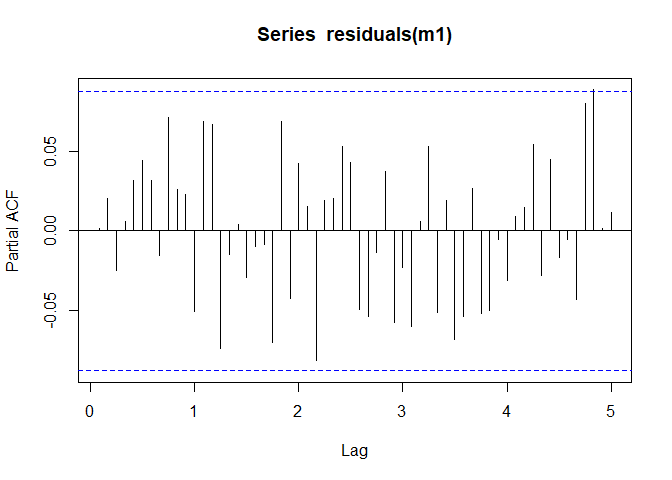 Series residuals(m1)
Partial ACF
0.05
0.00
-0.05
0 1 2 3 4 5
Lag